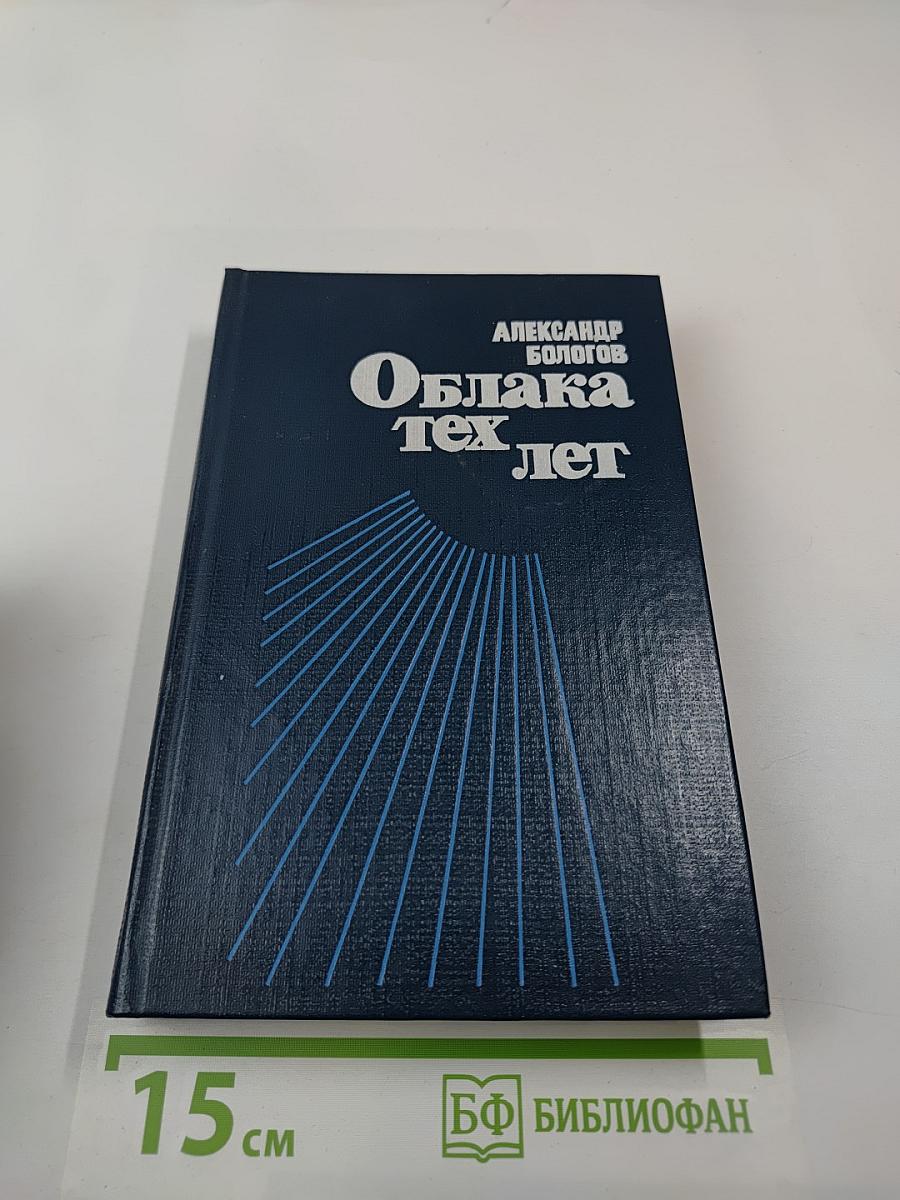 АЛЕКСАНДР
БОЛОГОВ
Облака
тех
лет
15 см
БФ БИБЛИОФАН